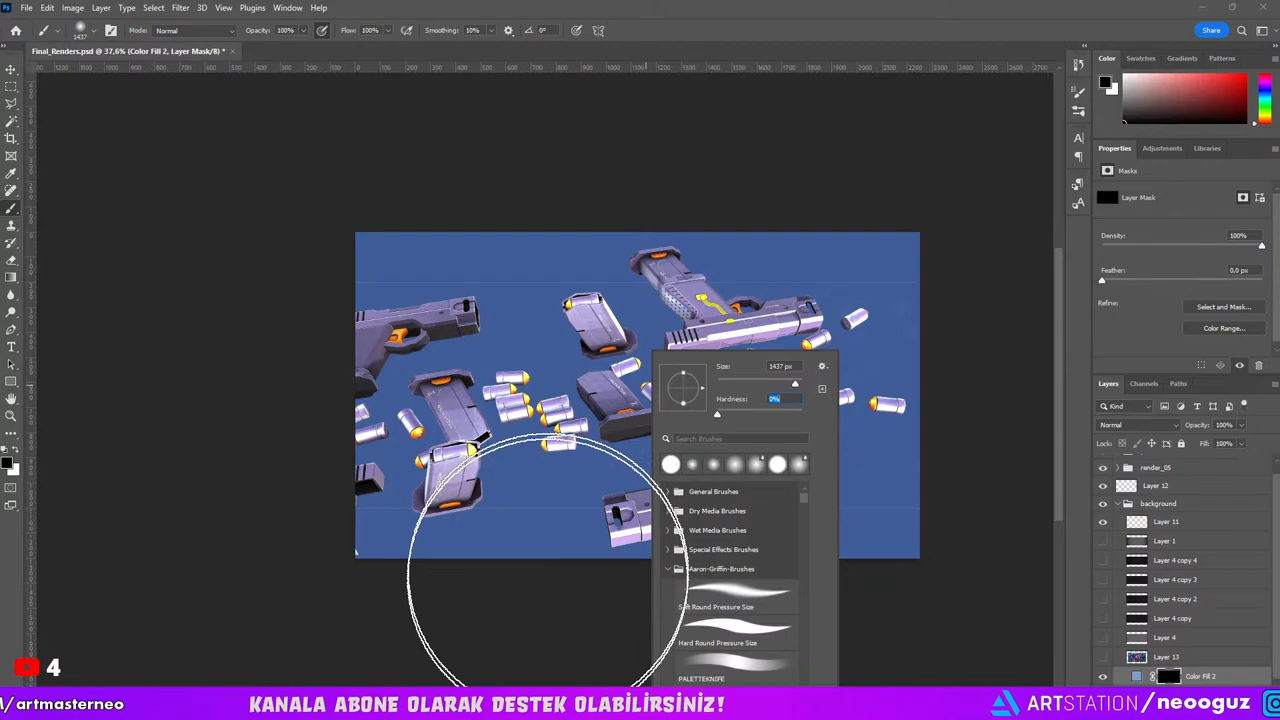 File Edit Image Layer Type Select Filter 3D View Plugins Window Help
1437 Mode: Normal Opacity: 100% Flow: 100% Smoothing: 10% 0° Share
Final_Renders.psd @ 37,6% (Color Fill 2, Layer Mask/8) *
Color Swatches Gradients Patterns
Properties Adjustments Libraries
Masks
Layer Mask
Density: 100%
Feather: 0,0 px
Refine: Select and Mask...
Color Range...
Size: 1437 px
Hardness: 0%
Search Brushes
General Brushes
Dry Media Brushes
Wet Media Brushes
Special Effects Brushes
Aaron-Griffin-Brushes
Soft Round Pressure Size
Hard Round Pressure Size
PALETTEKNIFE
Layers Channels Paths
Kind
Normal Opacity: 100%
Lock: Fill: 100%
render_05
Layer 12
background
Layer 11
Layer 1
Layer 4 copy 4
Layer 4 copy 3
Layer 4 copy 2
Layer 4 copy
Layer 4
Layer 13
Color Fill 2
4
M/artmasterneo
KANALA ABONE OLARAK DESTEK OLABİLİRSİNİZ!
ARTSTATION/neooguz